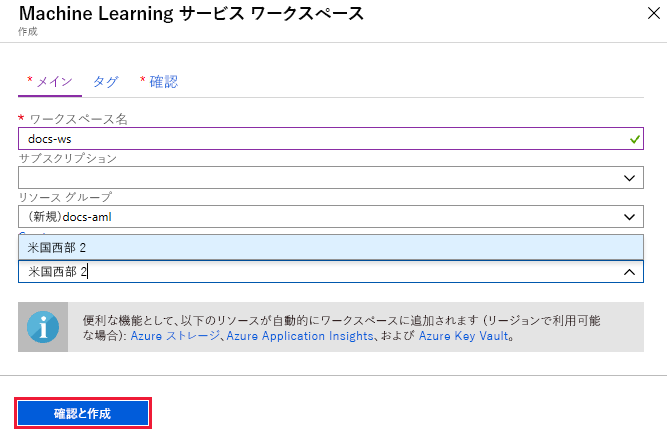 Machine Learning サービス ワークスペース
作成
* メイン タグ * 確認
* ワークスペース名
docs-ws
サブスクリプション
リソース グループ
(新規)docs-aml
米国西部 2
米国西部 2
便利な機能として、以下のリソースが自動的にワークスペースに追加されます (リージョンで利用可能
な場合): Azure ストレージ、Azure Application Insights、および Azure Key Vault。
確認と作成